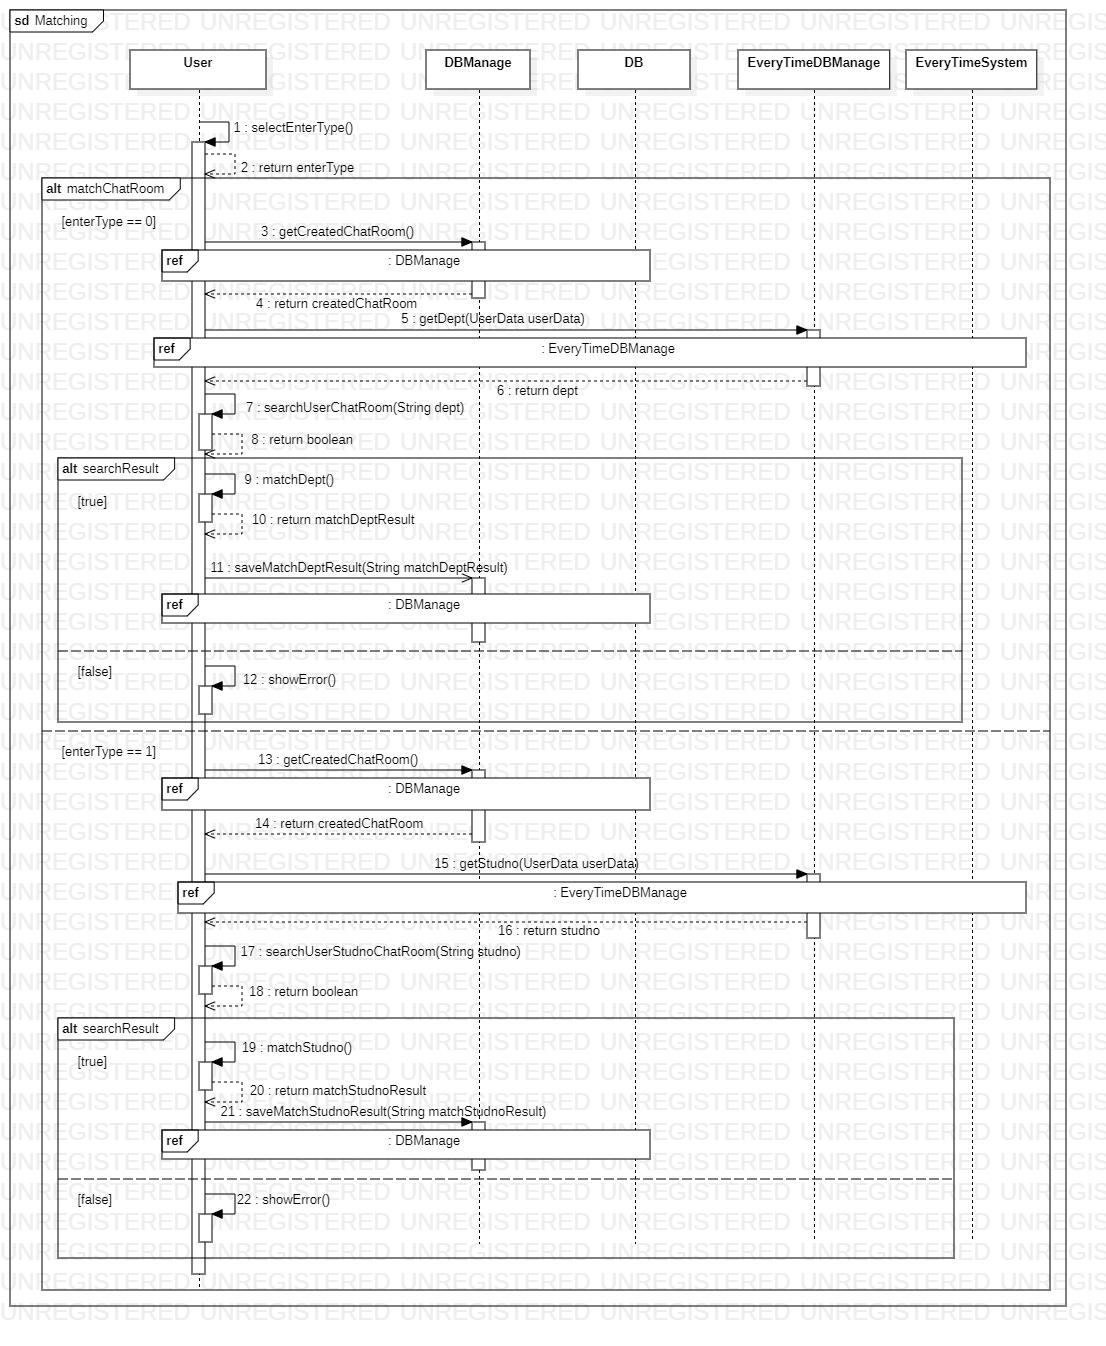 sd Matching
User
DBManage
DB
EveryTimeDBManage
EveryTimeSystem
1 : selectEnterType()
2 : return enterType
alt matchChatRoom
[enterType == 0]
3 : getCreatedChatRoom()
ref : DBManage
4 : return createdChatRoom
5 : getDept(UserData userData)
ref : EveryTimeDBManage
6 : return dept
7 : searchUserChatRoom(String dept)
8 : return boolean
alt searchResult
9 : matchDept()
[true]
10 : return matchDeptResult
11 : saveMatchDeptResult(String matchDeptResult)
ref : DBManage
[false]
12 : showError()
[enterType == 1]
13 : getCreatedChatRoom()
ref : DBManage
14 : return createdChatRoom
15 : getStudno(UserData userData)
ref : EveryTimeDBManage
16 : return studno
17 : searchUserStudnoChatRoom(String studno)
18 : return boolean
alt searchResult
19 : matchStudno()
[true]
20 : return matchStudnoResult
21 : saveMatchStudnoResult(String matchStudnoResult)
ref : DBManage
[false]
22 : showError()
UNREGISTERED